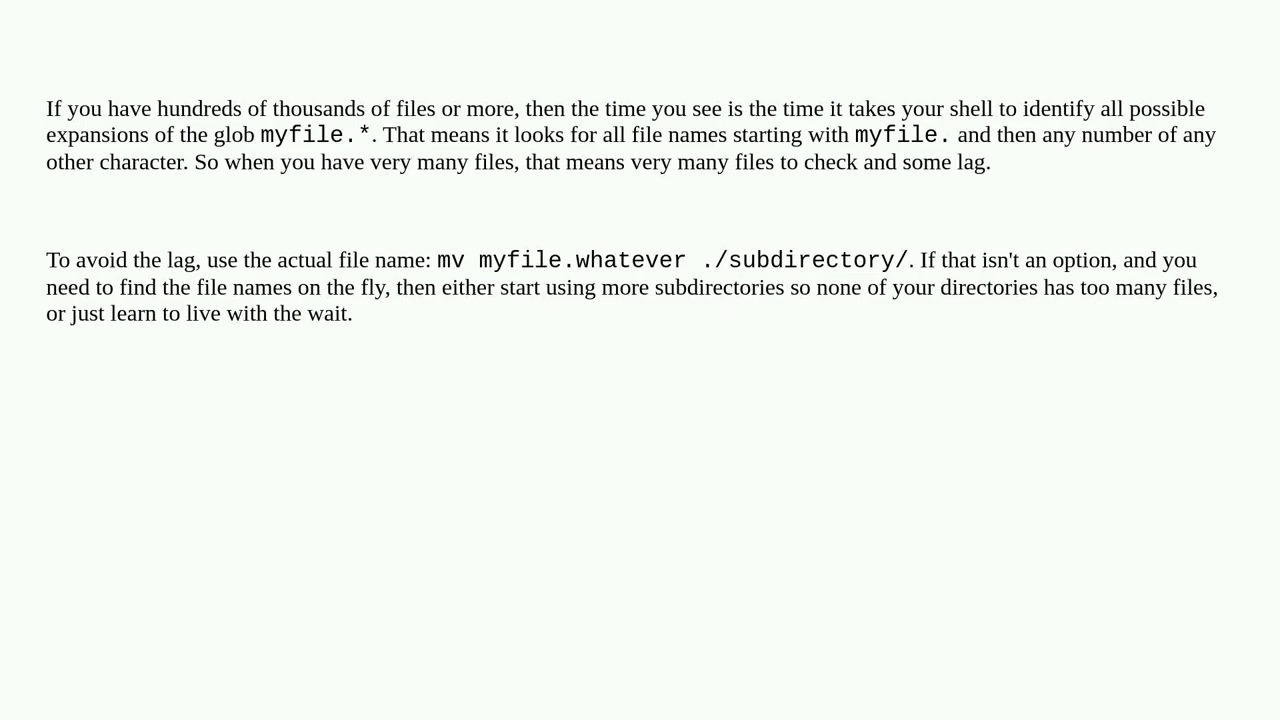 If you have hundreds of thousands of files or more, then the time you see is the time it takes your shell to identify all possible
expansions of the glob myfile.*. That means it looks for all file names starting with myfile. and then any number of any
other character. So when you have very many files, that means very many files to check and some lag.
To avoid the lag, use the actual file name: mv myfile.whatever ./subdirectory/. If that isn't an option, and you
need to find the file names on the fly, then either start using more subdirectories so none of your directories has too many files,
or just learn to live with the wait.